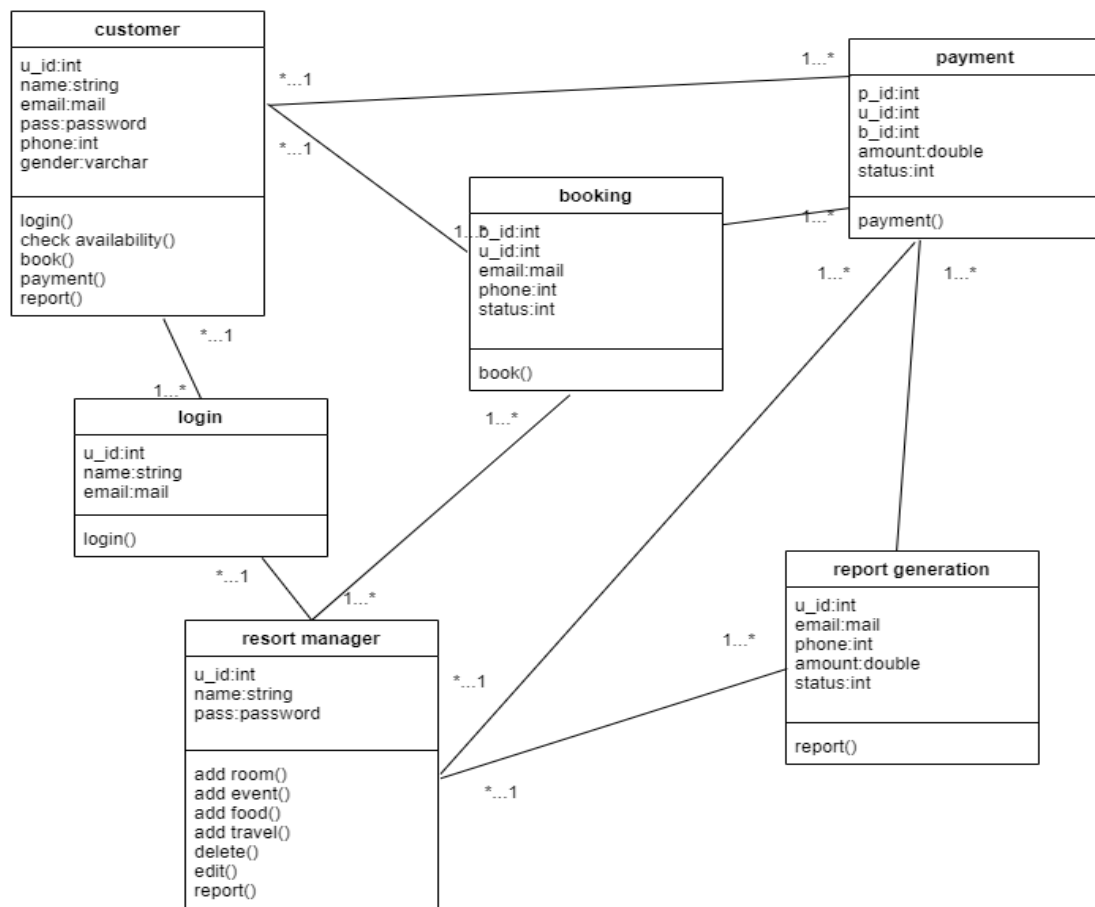 customer
u_id:int
name:string
email:mail
pass:password
phone:int
gender:varchar
login()
check availability()
book()
payment()
report()
*...1
1...*
*...1
payment
p_id:int
u_id:int
b_id:int
amount:double
status:int
payment()
booking
1...*
b_id:int
u_id:int
email:mail
phone:int
status:int
book()
1...*
1...*
1...*
*...1
1...*
1...*
login
u_id:int
name:string
email:mail
login()
*...1
1...*
resort manager
u_id:int
name:string
pass:password
add room()
add event()
add food()
add travel()
delete()
edit()
report()
*...1
1...*
*...1
report generation
u_id:int
email:mail
phone:int
amount:double
status:int
report()